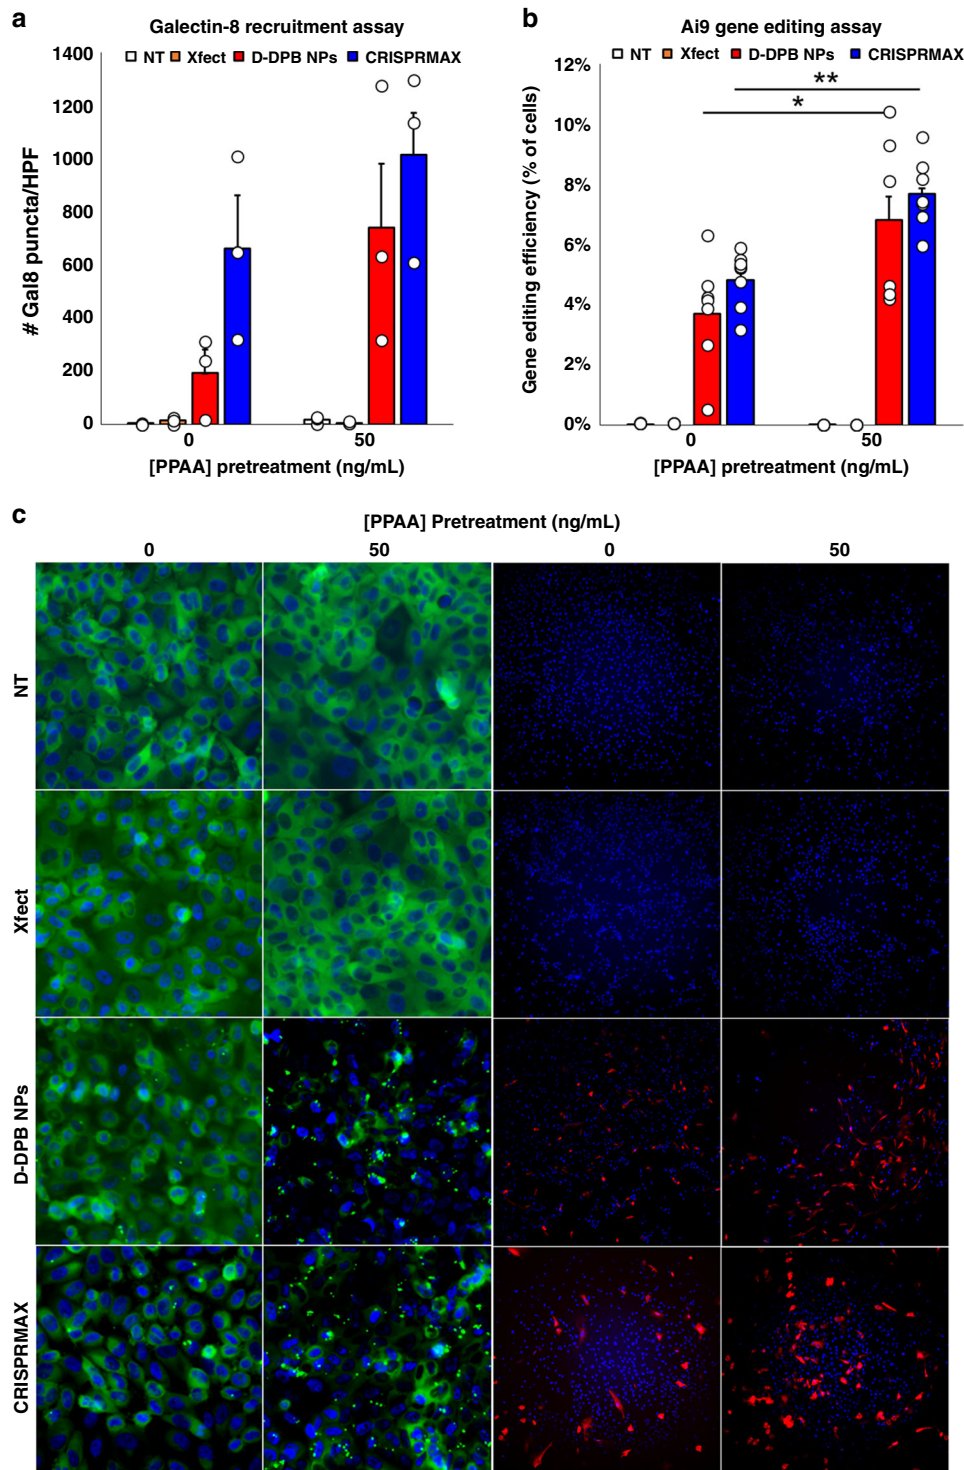 a
Galectin-8 recruitment assay
NT Xfect D-DPB NPs CRISPRMAX
# Gal8 puncta/HPF
1400
1200
1000
800
600
400
200
0
0 50
[PPAA] pretreatment (ng/mL)
b
Ai9 gene editing assay
NT Xfect D-DPB NPs CRISPRMAX
Gene editing efficiency (% of cells)
12%
10%
8%
6%
4%
2%
0%
**
*
0 50
[PPAA] pretreatment (ng/mL)
c
[PPAA] Pretreatment (ng/mL)
0 50 0 50
NT
Xfect
D-DPB NPs
CRISPRMAX